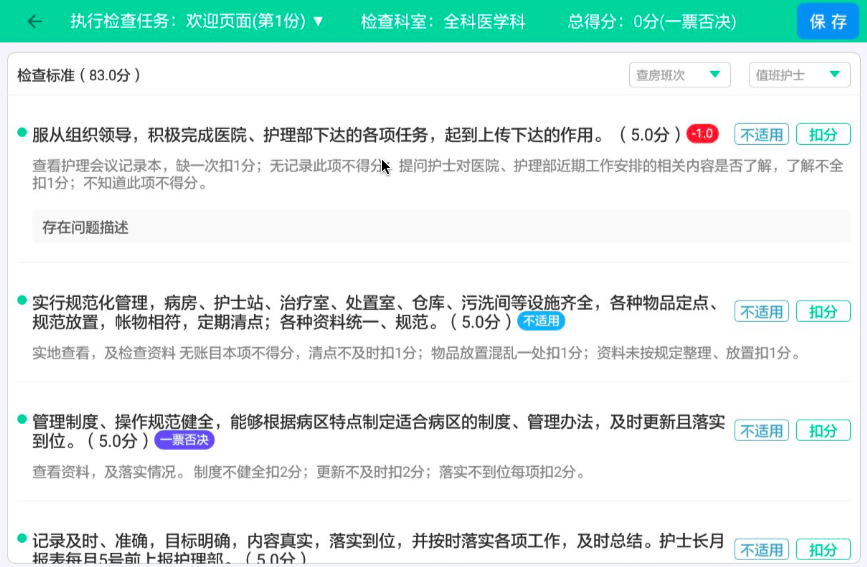 ← 执行检查任务：欢迎页面(第1份) ▼ 检查科室：全科医学科 总得分：0分(一票否决) 保存
检查标准（83.0分） 查房班次 ▼ 值班护士 ▼
服从组织领导，积极完成医院、护理部下达的各项任务，起到上传下达的作用。（5.0分） -1.0 不适用 扣分
查看护理会议记录本，缺一次扣1分；无记录此项不得分。提问护士对医院、护理部近期工作安排的相关内容是否了解，了解不全
扣1分；不知道此项不得分。
存在问题描述
实行规范化管理，病房、护士站、治疗室、处置室、仓库、污洗间等设施齐全，各种物品定点、
规范放置，帐物相符，定期清点；各种资料统一、规范。（5.0分） 不适用 不适用 扣分
实地查看，及检查资料 无账目本项不得分，清点不及时扣1分；物品放置混乱一处扣1分；资料未按规定整理、放置扣1分。
管理制度、操作规范健全，能够根据病区特点制定适合病区的制度、管理办法，及时更新且落实
到位。（5.0分） 一票否决 不适用 扣分
查看资料，及落实情况。 制度不健全扣2分；更新不及时扣2分；落实不到位每项扣2分。
记录及时、准确，目标明确，内容真实，落实到位，并按时落实各项工作，及时总结。护士长月
报表每月5号前上报护理部。（5.0分） 不适用 扣分